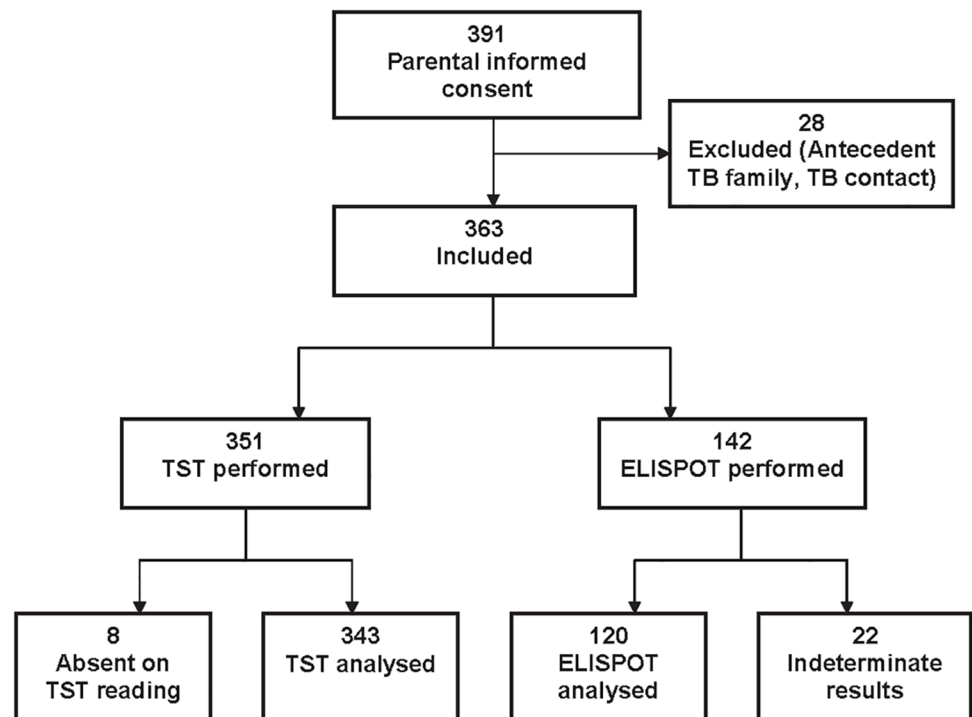 391
Parental informed
consent
28
Excluded (Antecedent
TB family, TB contact)
363
Included
351
TST performed
142
ELISPOT performed
8
Absent on
TST reading
343
TST analysed
120
ELISPOT
analysed
22
Indeterminate
results